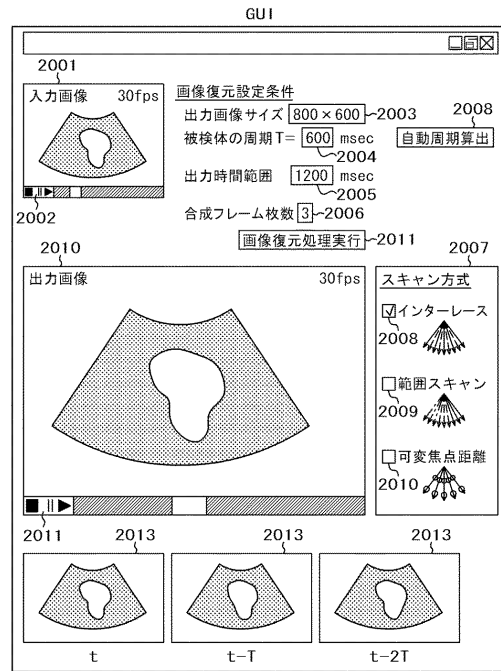 GUI
2001
入力画像 30fps
2002
画像復元設定条件
出力画像サイズ 800×600 2003
2008
被検体の周期T= 600 msec 自動周期算出
2004
出力時間範囲 1200 msec
2005
合成フレーム枚数 3 2006
画像復元処理実行 2011
2010
出力画像 30fps
2011
2007
スキャン方式
インターレース
2008
範囲スキャン
2009
可変焦点距離
2010
2013 2013 2013
t t-T t-2T